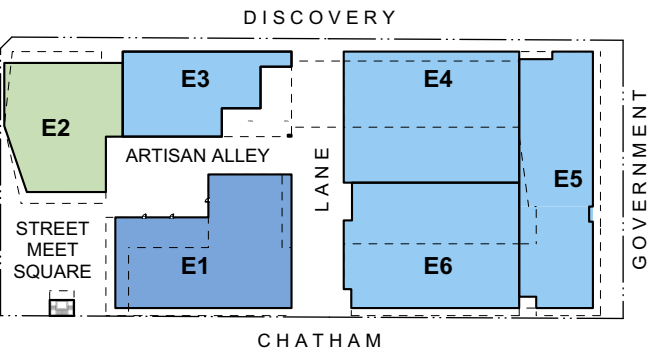 DISCOVERY
E3
E4
E2
ARTISAN ALLEY
LANE
E5
GOVERNMENT
STREET
MEET
SQUARE
E1
E6
CHATHAM